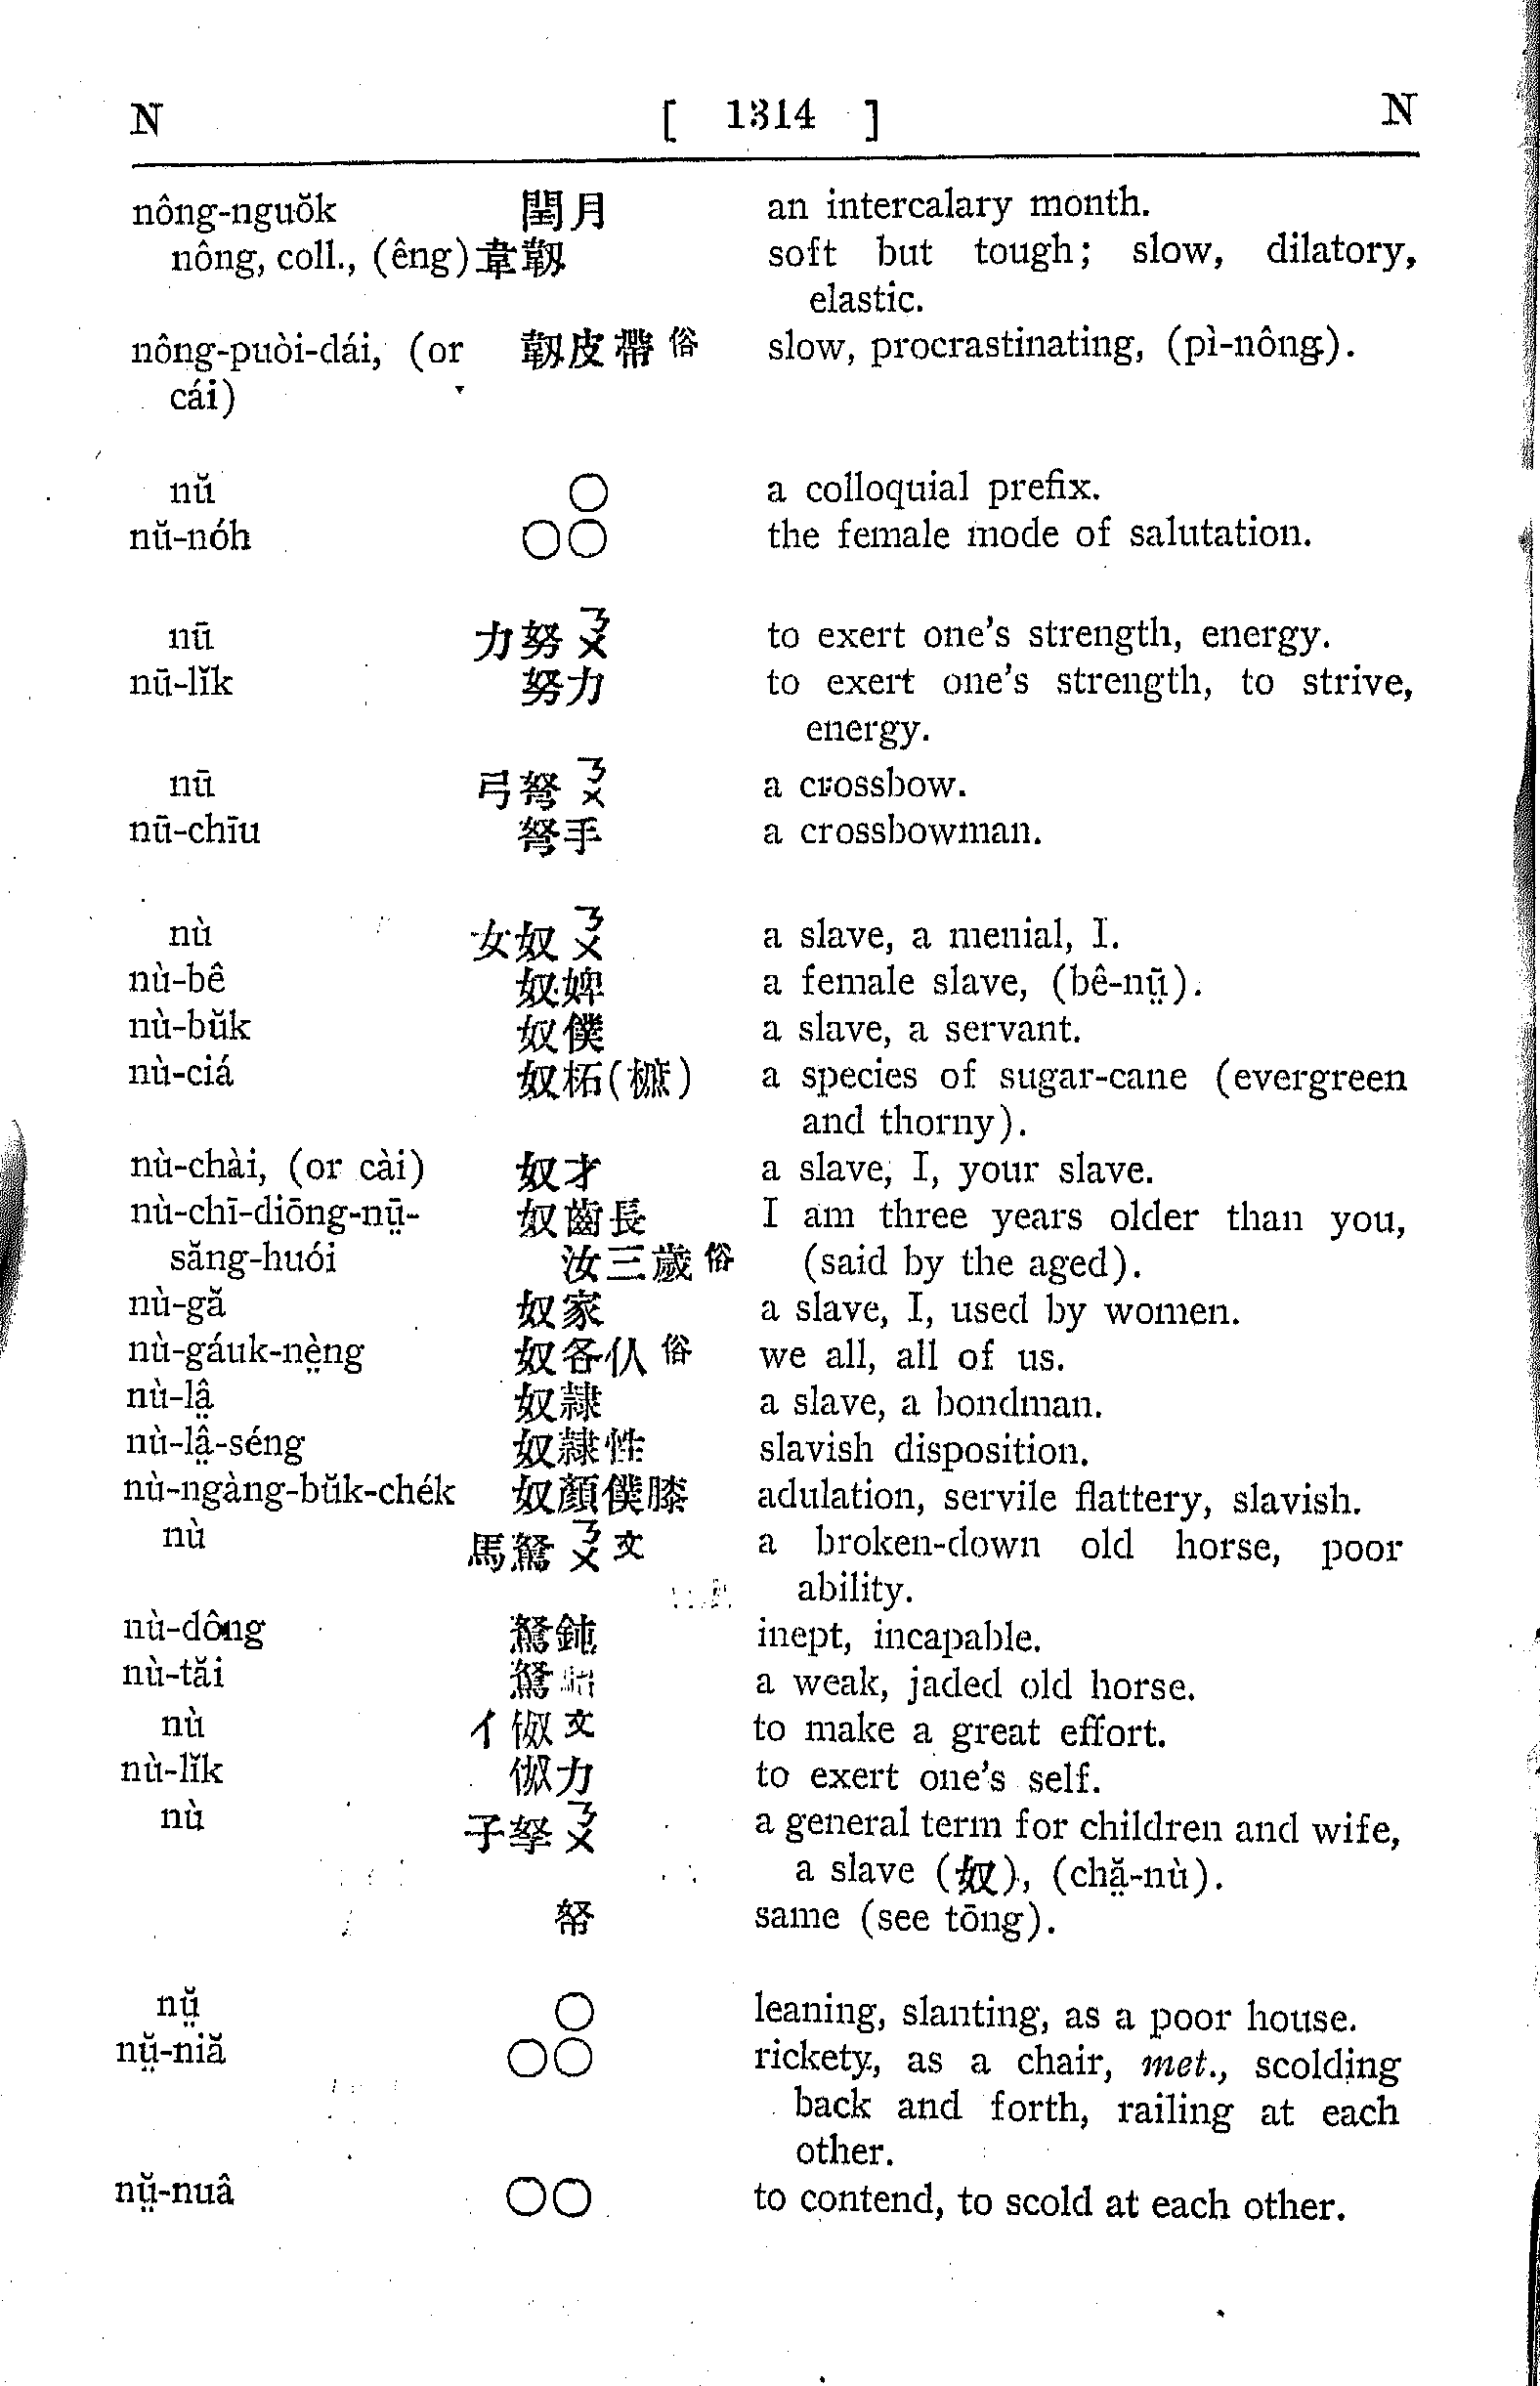 N [ 1314 ] N
nông-nguŏk 閏月 an intercalary month.
nông, coll., (êng) 韋韌 soft but tough; slow, dilatory,
elastic.
nông-puòi-dái, (or 韌皮帶 俗 slow, procrastinating, (pì-nông).
cái)
nŭ ○ a colloquial prefix.
nŭ-nóh ○○ the female mode of salutation.
nū 力努 ㄋㄨ to exert one's strength, energy.
nū-lĭk 努力 to exert one's strength, to strive,
energy.
nū 弓弩 ㄋㄨ a crossbow.
nū-chīu 弩手 a crossbowman.
nù 女奴 ㄋㄨ a slave, a menial, I.
nù-bê 奴婢 a female slave, (bê-nṳ̄).
nù-bŭk 奴僕 a slave, a servant.
nù-ciá 奴柘(樜) a species of sugar-cane (evergreen
and thorny).
nù-chài, (or cài) 奴才 a slave, I, your slave.
nù-chī-diōng-nṳ̄- 奴齒長 I am three years older than you,
săng-huói 汝三歲 俗 (said by the aged).
nù-gă 奴家 a slave, I, used by women.
nù-gáuk-nè̤ng 奴各仈 俗 we all, all of us.
nù-lâ̤ 奴隸 a slave, a bondman.
nù-lâ̤-séng 奴隸性 slavish disposition.
nù-ngàng-bŭk-chék 奴顏僕膝 adulation, servile flattery, slavish.
nù 馬駑 ㄋㄨ 文 a broken-down old horse, poor
ability.
nù-dông 駑鈍 inept, incapable.
nù-tăi 駑 a weak, jaded old horse.
nù 亻伮 文 to make a great effort.
nù-lĭk 伮力 to exert one's self.
nù 子孥 ㄋㄨ a general term for children and wife,
a slave (奴), (chă̤-nù).
帑 same (see tōng).
nṳ̆ ○ leaning, slanting, as a poor house.
nṳ̆-niă ○○ rickety, as a chair, met., scolding
back and forth, railing at each
other.
nṳ̆-nuâ ○○ to contend, to scold at each other.